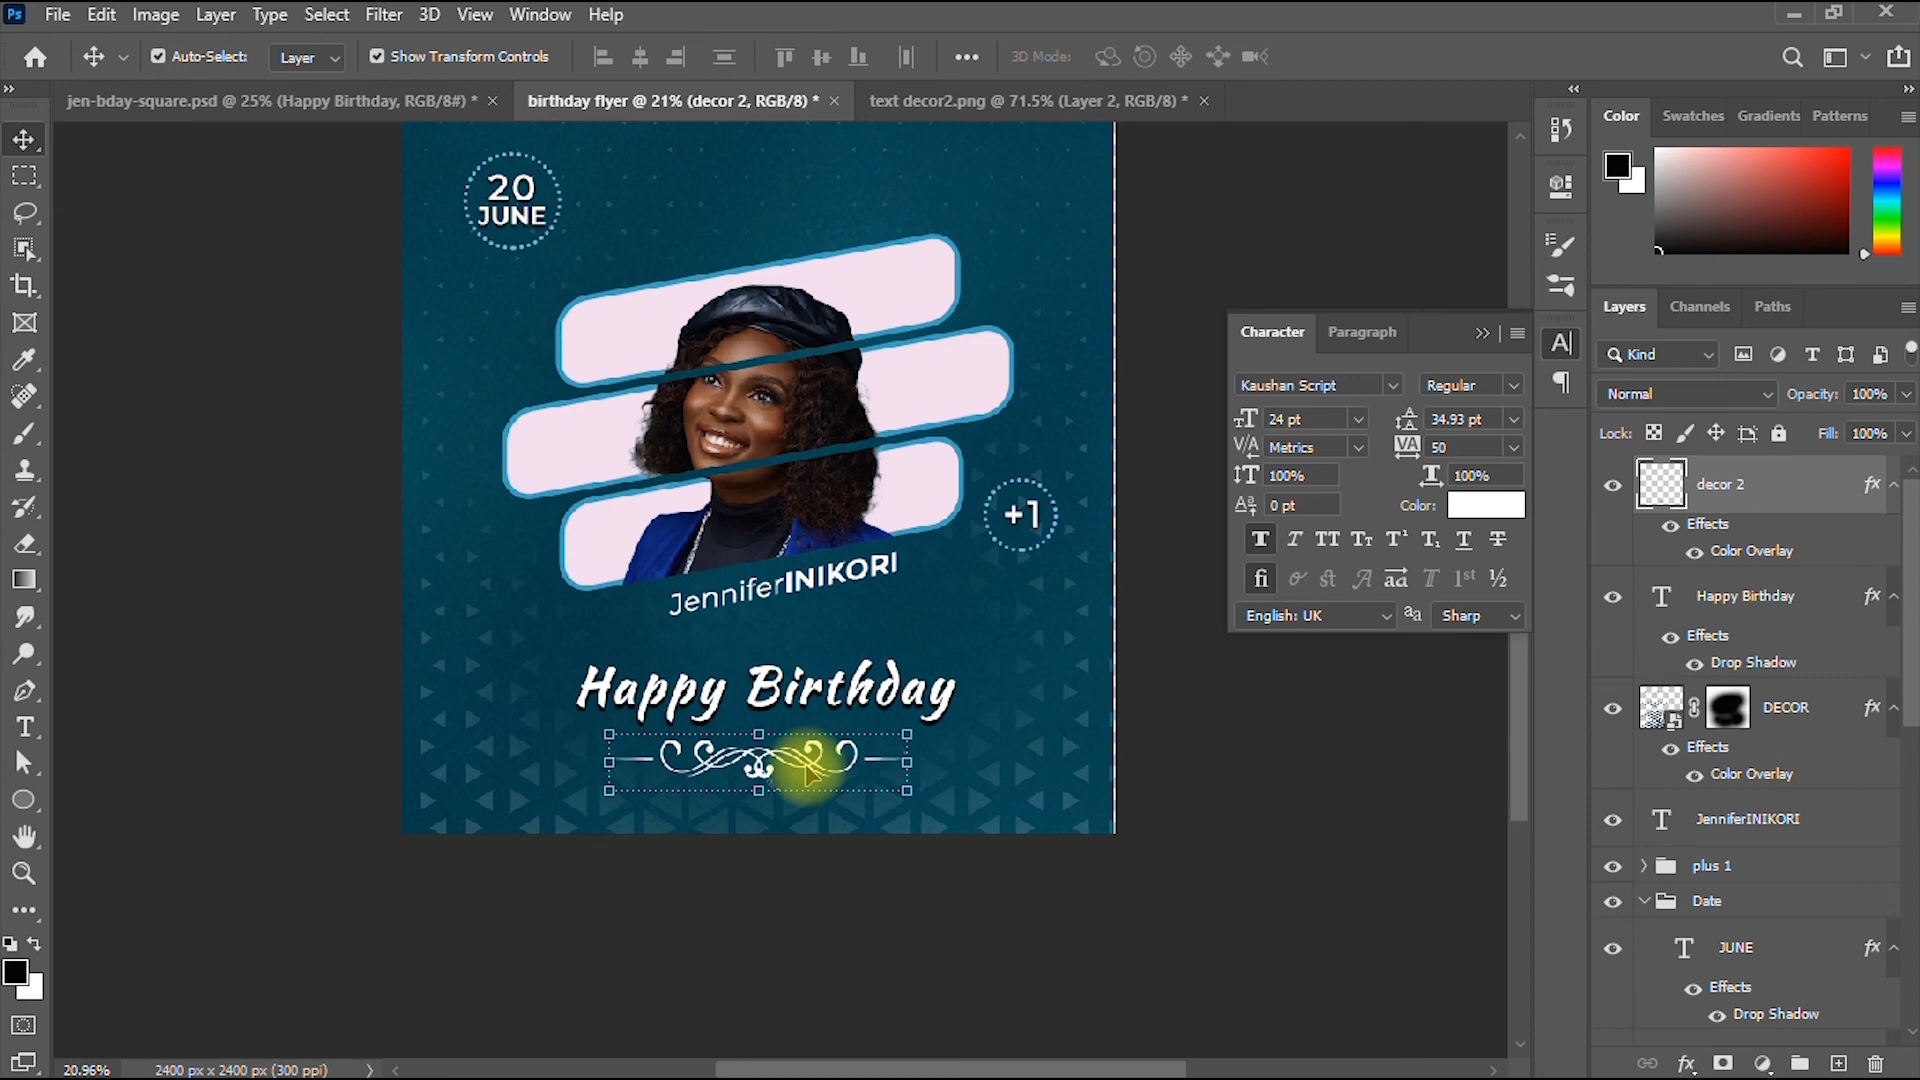 Ps File Edit Image Layer Type Select Filter 3D View Window Help
Auto-Select: Layer Show Transform Controls 3D Mode:
jen-bday-square.psd @ 25% (Happy Birthday, RGB/8#) * birthday flyer @ 21% (decor 2, RGB/8) * text decor2.png @ 71.5% (Layer 2, RGB/8) *
Color Swatches Gradients Patterns
20
JUNE
JenniferINIKORI
+1
Happy Birthday
Character Paragraph
Kaushan Script Regular
24 pt 34.93 pt
Metrics 50
100% 100%
0 pt Color:
English: UK Sharp
Layers Channels Paths
Kind
Normal Opacity: 100%
Lock: Fill: 100%
decor 2 fx
Effects
Color Overlay
Happy Birthday fx
Effects
Drop Shadow
DECOR fx
Effects
Color Overlay
JenniferINIKORI
plus 1
Date
JUNE fx
Effects
Drop Shadow
20.96% 2400 px x 2400 px (300 ppi)